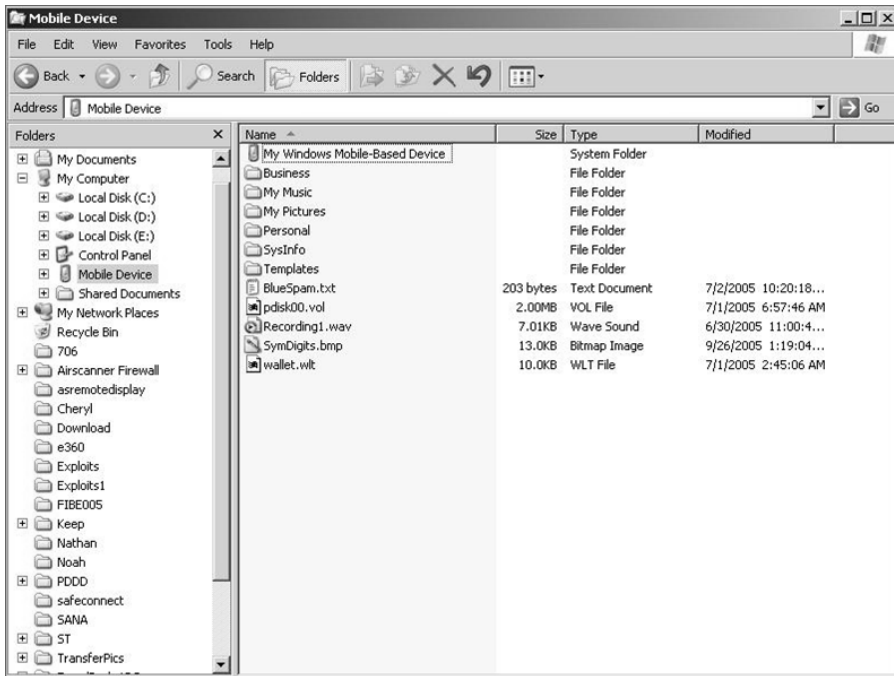 Mobile Device
File Edit View Favorites Tools Help
Back Search Folders
Address Mobile Device Go
Folders
My Documents
My Computer
Local Disk (C:)
Local Disk (D:)
Local Disk (E:)
Control Panel
Mobile Device
Shared Documents
My Network Places
Recycle Bin
706
Airscanner Firewall
asremotedisplay
Cheryl
Download
e360
Exploits
Exploits1
FIBE005
Keep
Nathan
Noah
PDDD
safeconnect
SANA
ST
TransferPics
Name Size Type Modified
My Windows Mobile-Based Device System Folder
Business File Folder
My Music File Folder
My Pictures File Folder
Personal File Folder
SysInfo File Folder
Templates File Folder
BlueSpam.txt 203 bytes Text Document 7/2/2005 10:20:18...
pdisk00.vol 2.00MB VOL File 7/1/2005 6:57:46 AM
Recording1.wav 7.01KB Wave Sound 6/30/2005 11:00:4...
SymDigits.bmp 13.0KB Bitmap Image 9/26/2005 1:19:04...
wallet.wlt 10.0KB WLT File 7/1/2005 2:45:06 AM